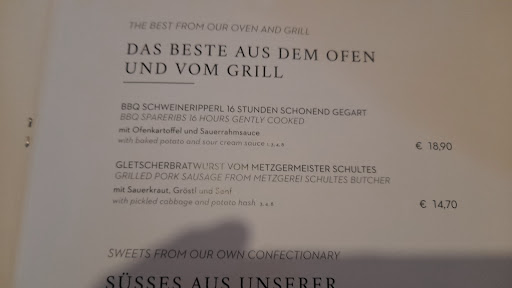 THE BEST FROM OUR OVEN AND GRILL
DAS BESTE AUS DEM OFEN
UND VOM GRILL
BBQ SCHWEINERIPPERL 16 STUNDEN SCHONEND GEGART
BBQ SPARERIBS 16 HOURS GENTLY COOKED
mit Ofenkartoffel und Sauerrahmsauce
with baked potato and sour cream sauce
€ 18,90
GLETSCHERBRATWURST VOM METZGERMEISTER SCHULTES
GRILLED PORK SAUSAGE FROM METZGEREI SCHULTES BUTCHER
mit Sauerkraut, Gröstl und Senf
with pickled cabbage and potato hash
€ 14,70
SWEETS FROM OUR OWN CONFECTIONARY
SÜSSES AUS UNSERER